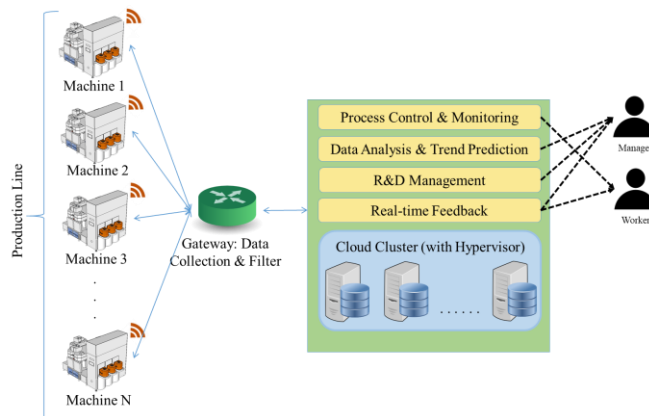 Production Line
Machine 1
Machine 2
Machine 3
.
.
.
Machine N
Gateway: Data
Collection & Filter
Process Control & Monitoring
Data Analysis & Trend Prediction
R&D Management
Real-time Feedback
Cloud Cluster (with Hypervisor)
......
Manage
Worker